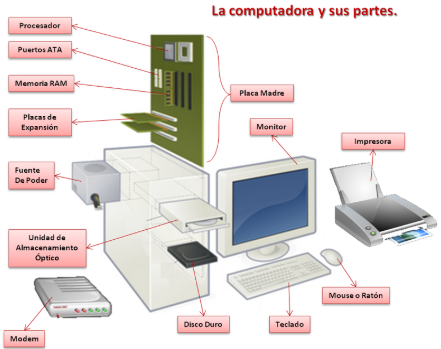 La computadora y sus partes.
Procesador
Puertos ATA
Memoria RAM
Placas de
Expansión
Placa Madre
Monitor
Impresora
Fuente
De Poder
Unidad de
Almacenamiento
Óptico
Mouse o Ratón
Modem
Disco Duro
Teclado